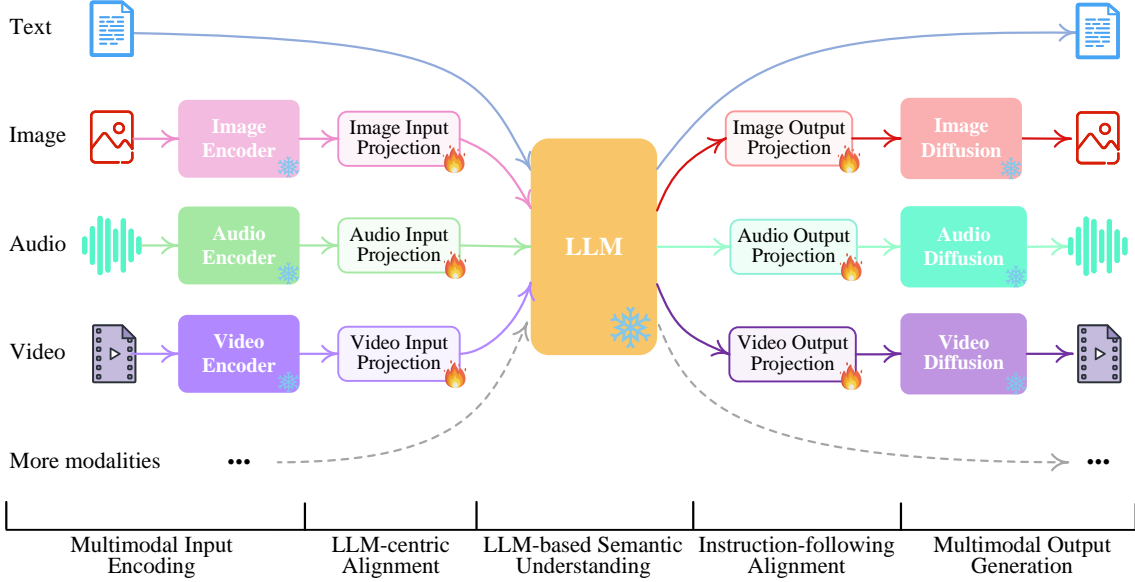 Text
Image
Image
Encoder
Image Input
Projection
Image Output
Projection
Image
Diffusion
Audio
Audio
Encoder
Audio Input
Projection
LLM
Audio Output
Projection
Audio
Diffusion
Video
Video
Encoder
Video Input
Projection
Video Output
Projection
Video
Diffusion
More modalities
...
...
Multimodal Input
Encoding
LLM-centric
Alignment
LLM-based Semantic
Understanding
Instruction-following
Alignment
Multimodal Output
Generation